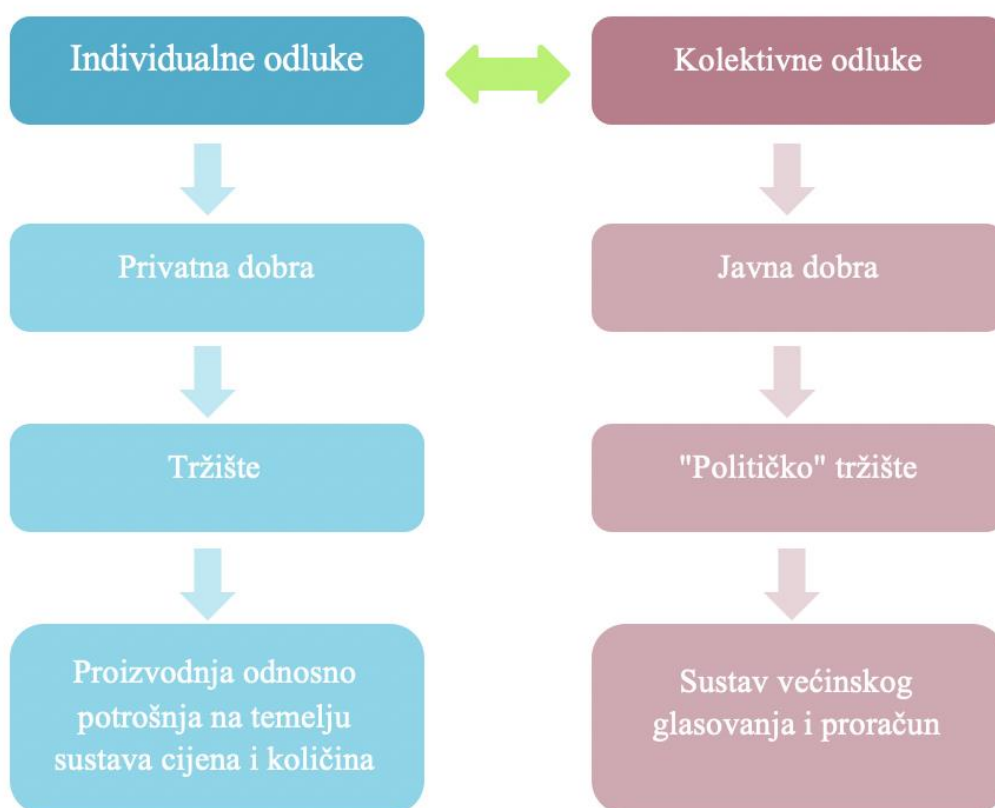 Individualne odluke
Kolektivne odluke
Privatna dobra
Javna dobra
Tržište
"Političko" tržište
Proizvodnja odnosno
potrošnja na temelju
sustava cijena i količina
Sustav većinskog
glasovanja i proračun